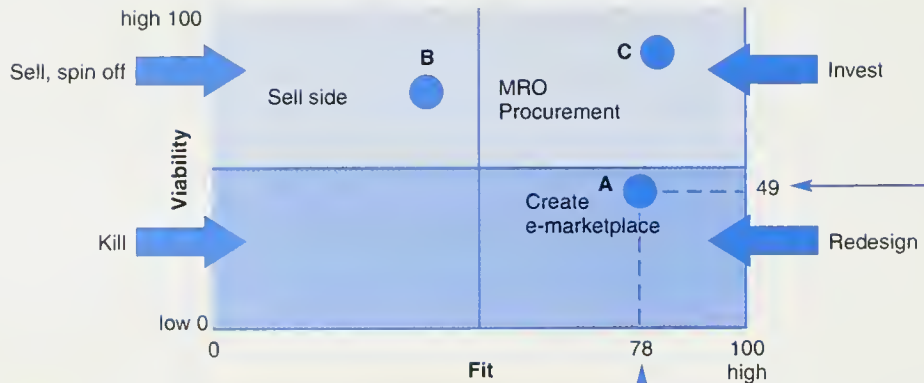 high 100
Sell, spin off
B
C
Invest
Sell side
MRO
Procurement
Viability
A
49
Create
e-marketplace
Kill
Redesign
low 0
0
78
100
Fit
high